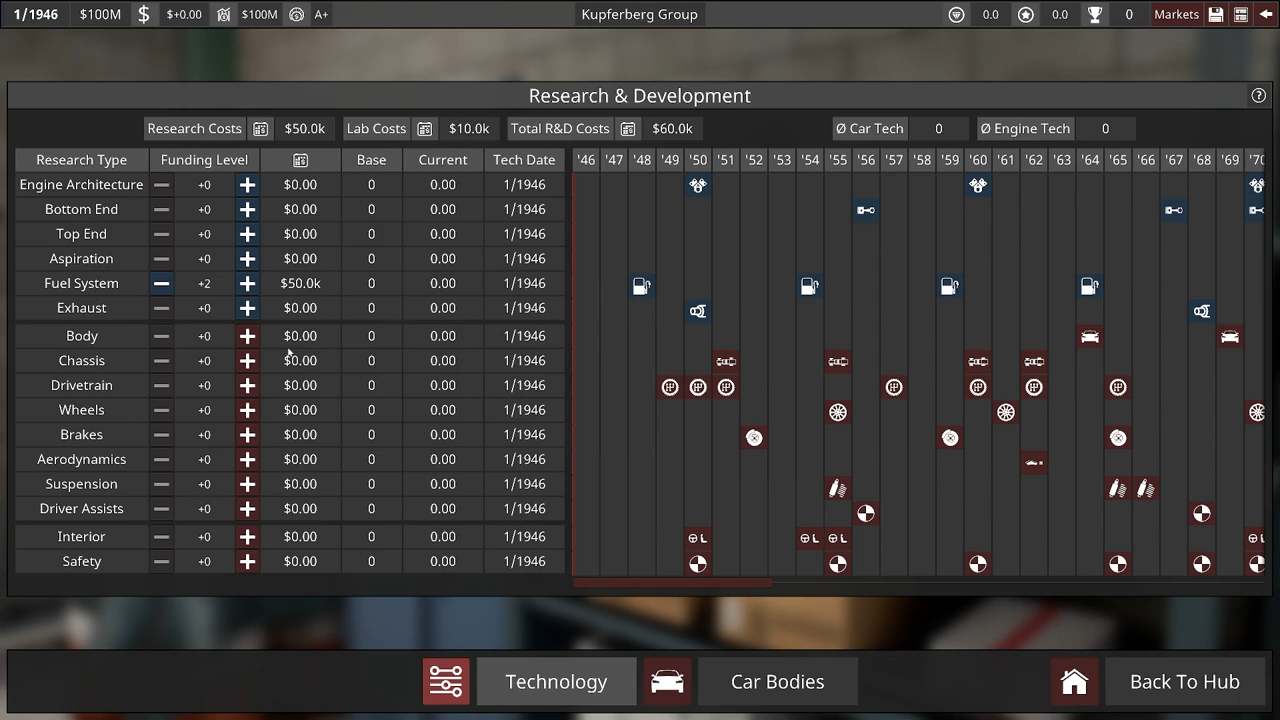 1/1946 $100M $+0.00 $100M A+ Kupferberg Group 0.0 0.0 0 Markets
Research & Development
Research Costs $50.0k Lab Costs $10.0k Total R&D Costs $60.0k Ø Car Tech 0 Ø Engine Tech 0
Research Type Funding Level Base Current Tech Date '46 '47 '48 '49 '50 '51 '52 '53 '54 '55 '56 '57 '58 '59 '60 '61 '62 '63 '64 '65 '66 '67 '68 '69 '70
Engine Architecture +0 $0.00 0 0.00 1/1946
Bottom End +0 $0.00 0 0.00 1/1946
Top End +0 $0.00 0 0.00 1/1946
Aspiration +0 $0.00 0 0.00 1/1946
Fuel System +2 $50.0k 0 0.00 1/1946
Exhaust +0 $0.00 0 0.00 1/1946
Body +0 $0.00 0 0.00 1/1946
Chassis +0 $0.00 0 0.00 1/1946
Drivetrain +0 $0.00 0 0.00 1/1946
Wheels +0 $0.00 0 0.00 1/1946
Brakes +0 $0.00 0 0.00 1/1946
Aerodynamics +0 $0.00 0 0.00 1/1946
Suspension +0 $0.00 0 0.00 1/1946
Driver Assists +0 $0.00 0 0.00 1/1946
Interior +0 $0.00 0 0.00 1/1946
Safety +0 $0.00 0 0.00 1/1946
Technology Car Bodies Back To Hub